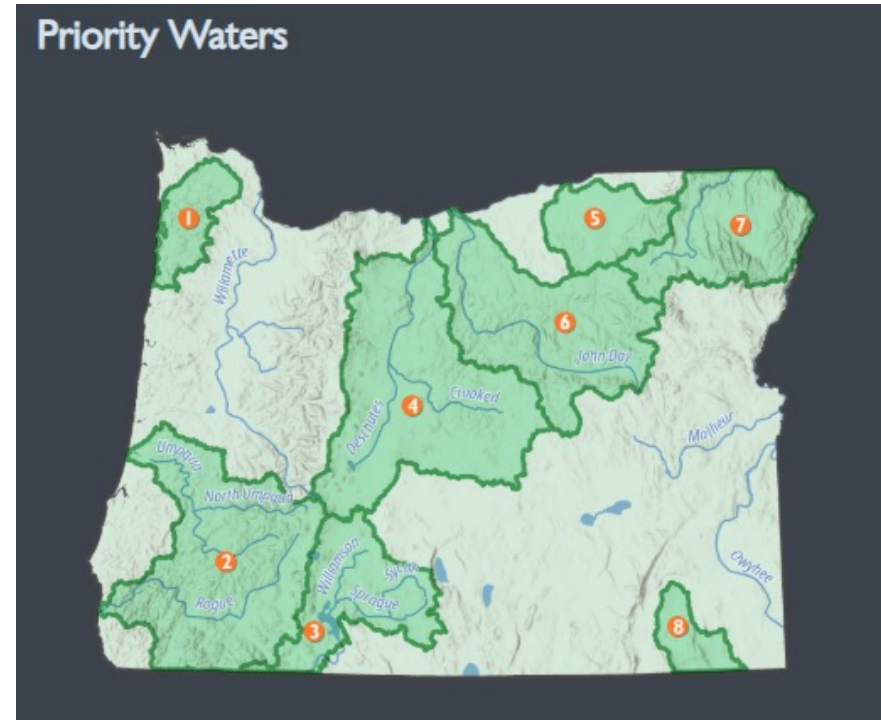 Priority Waters
1
Willamette
5
7
6
John Day
4
Crooked
Deschutes
Malheur
Umpqua
North Umpqua
2
Rogue
Williamson
Sycan
Sprague
3
Owyhee
8